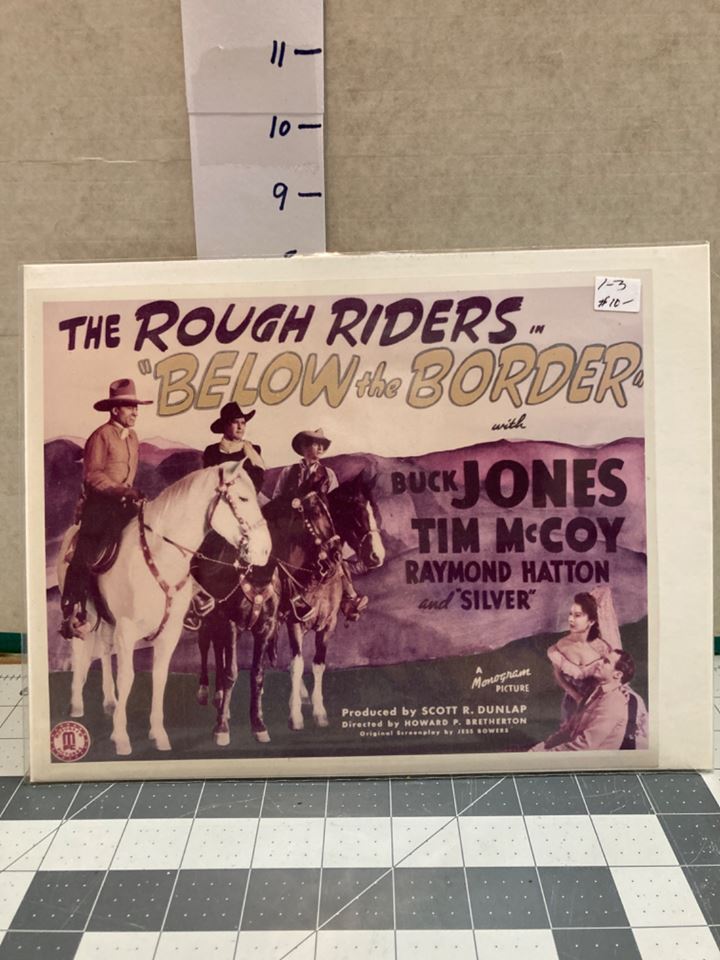 11
10
9
1-3
$10-
THE ROUGH RIDERS IN
"BELOW the BORDER"
with
BUCK JONES
TIM McCOY
RAYMOND HATTON
and "SILVER"
A
Monogram
PICTURE
Produced by SCOTT R. DUNLAP
Directed by HOWARD P. BRETHERTON
Original Screenplay by JESS BOWERS
M